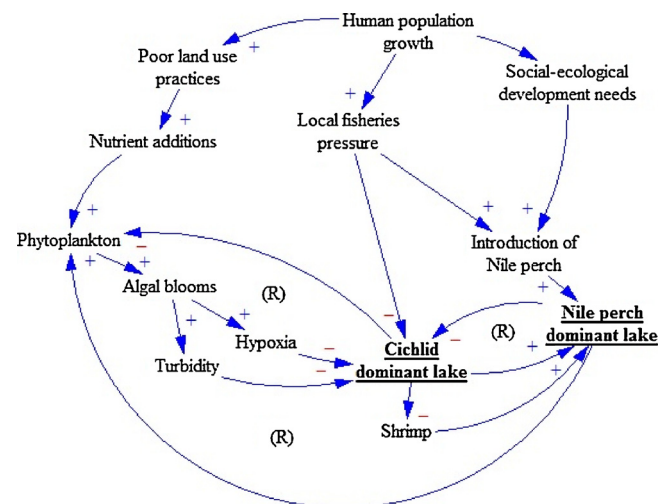 Human population
growth
+
Poor land use
practices
Social-ecological
development needs
+
+
Local fisheries
pressure
Nutrient additions
+
+
+
Phytoplankton
−
+
+
Introduction of
Nile perch
Algal blooms
(R)
+
Nile perch
dominant lake
+
+
Hypoxia
−
(R)
−
−
Cichlid
dominant lake
+
Turbidity
−
+
−
Shrimp
(R)
+